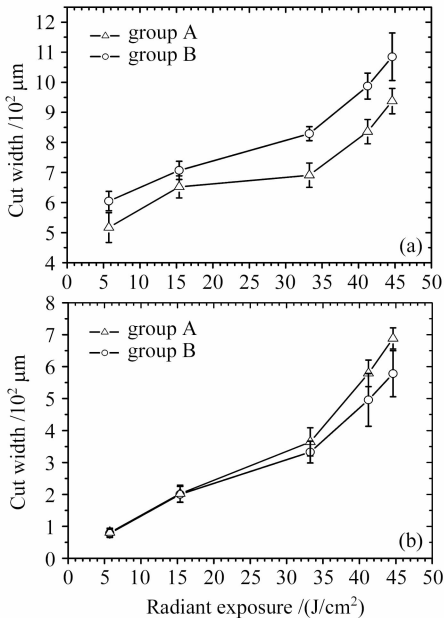 12
11
10
9
8
7
6
5
4
Cut width /10² μm
group A
group B
(a)
0 5 10 15 20 25 30 35 40 45 50
8
7
6
5
4
3
2
1
0
Cut width /10² μm
group A
group B
(b)
0 5 10 15 20 25 30 35 40 45 50
Radiant exposure /(J/cm²)